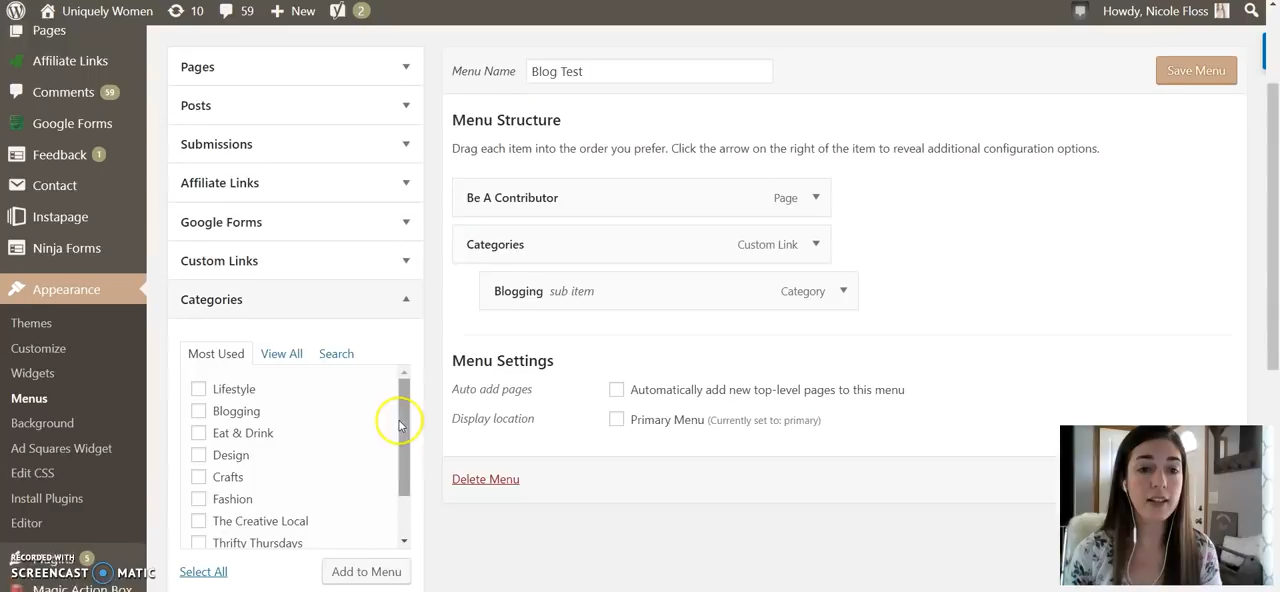 Uniquely Women 10 59 New 2 Howdy, Nicole Floss
Pages
Affiliate Links
Comments 59
Google Forms
Feedback 1
Contact
Instapage
Ninja Forms
Appearance
Themes
Customize
Widgets
Menus
Background
Ad Squares Widget
Edit CSS
Install Plugins
Editor
5
RECORDED WITH
SCREENCAST MATIC
Magic Action Box
Pages
Posts
Submissions
Affiliate Links
Google Forms
Custom Links
Categories
Most Used View All Search
Lifestyle
Blogging
Eat & Drink
Design
Crafts
Fashion
The Creative Local
Thrifty Thursdays
Select All Add to Menu
Menu Name Blog Test Save Menu
Menu Structure
Drag each item into the order you prefer. Click the arrow on the right of the item to reveal additional configuration options.
Be A Contributor Page
Categories Custom Link
Blogging sub item Category
Menu Settings
Auto add pages Automatically add new top-level pages to this menu
Display location Primary Menu (Currently set to: primary)
Delete Menu